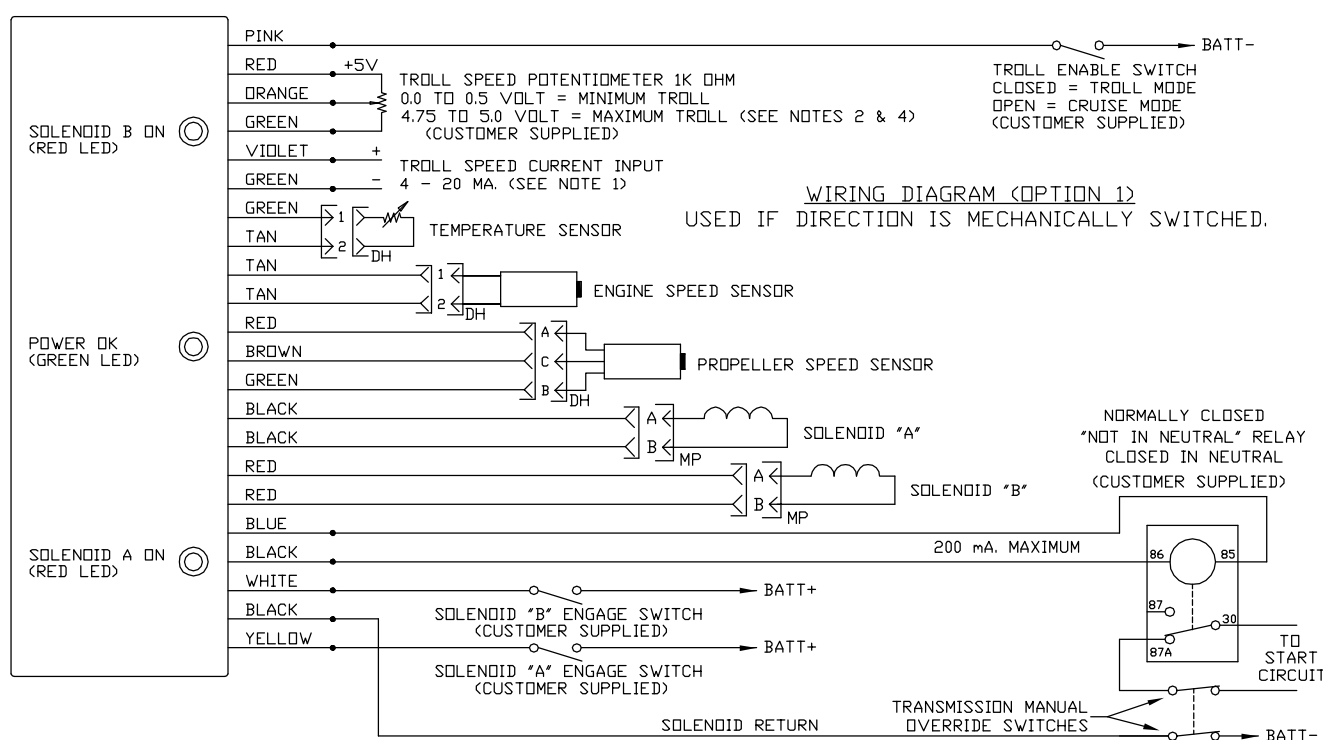 PINK
RED
ORANGE
GREEN
VIOLET
GREEN
GREEN
TAN
TAN
TAN
RED
BROWN
GREEN
BLACK
BLACK
RED
RED
BLUE
BLACK
WHITE
BLACK
YELLOW
SOLENOID B ON
(RED LED)
POWER OK
(GREEN LED)
SOLENOID A ON
(RED LED)
BATT-
TROLL ENABLE SWITCH
CLOSED = TROLL MODE
OPEN = CRUISE MODE
(CUSTOMER SUPPLIED)
+5V
TROLL SPEED POTENTIOMETER 1K OHM
0.0 TO 0.5 VOLT = MINIMUM TROLL
4.75 TO 5.0 VOLT = MAXIMUM TROLL (SEE NOTES 2 & 4)
(CUSTOMER SUPPLIED)
+
-
TROLL SPEED CURRENT INPUT
4 - 20 MA. (SEE NOTE 1)
WIRING DIAGRAM (OPTION 1)
USED IF DIRECTION IS MECHANICALLY SWITCHED.
1
2
DH
TEMPERATURE SENSOR
1
2
DH
ENGINE SPEED SENSOR
A
C
B
DH
PROPELLER SPEED SENSOR
A
B
MP
SOLENOID "A"
A
B
MP
SOLENOID "B"
NORMALLY CLOSED
"NOT IN NEUTRAL" RELAY
CLOSED IN NEUTRAL
(CUSTOMER SUPPLIED)
200 mA. MAXIMUM
86
85
87
30
87A
TO
START
CIRCUIT
BATT+
SOLENOID "B" ENGAGE SWITCH
(CUSTOMER SUPPLIED)
BATT+
SOLENOID "A" ENGAGE SWITCH
(CUSTOMER SUPPLIED)
TRANSMISSION MANUAL
OVERRIDE SWITCHES
SOLENOID RETURN
BATT-